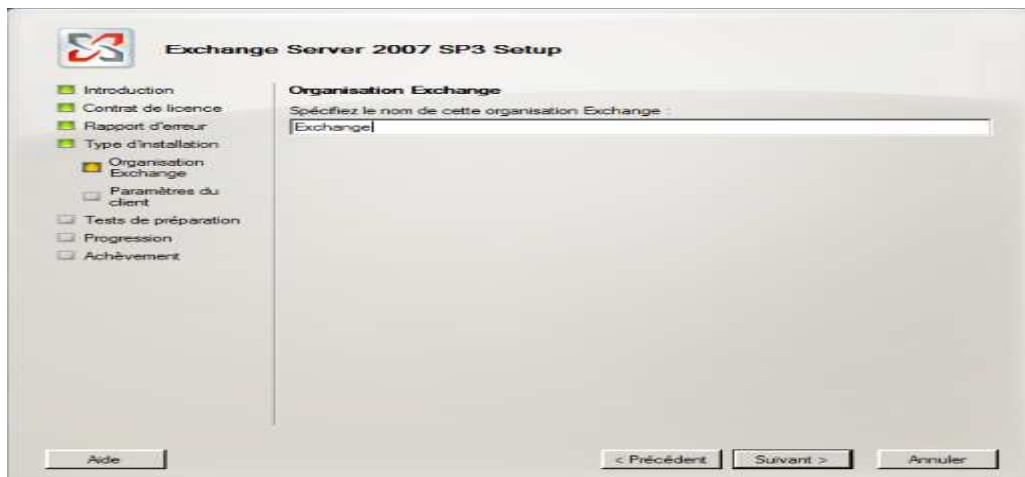 Exchange Server 2007 SP3 Setup
Introduction
Contrat de licence
Rapport d'erreur
Type d'installation
Organisation
Exchange
Paramètres du
client
Tests de préparation
Progression
Achèvement
Organisation Exchange
Spécifiez le nom de cette organisation Exchange :
Exchange
Aide
< Précédent
Suivant >
Annuler